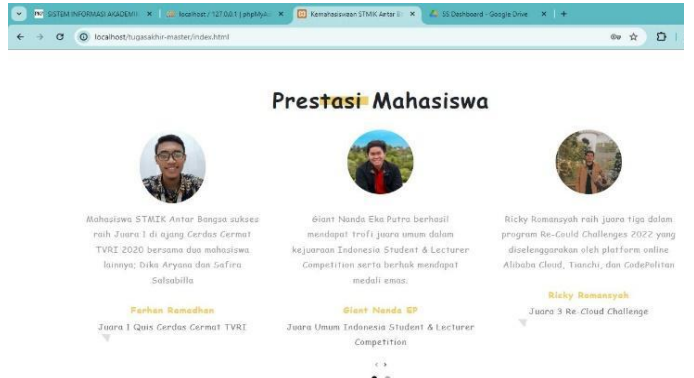 SISTEM INFORMASI AKADEMI
localhost / 127.0.0.1 | phpMyA
Kemahasiswaan STMIK Antar B
SS Dashboard - Google Drive
localhost/tugasakhir-master/index.html
Prestasi Mahasiswa
Mahasiswa STMIK Antar Bangsa sukses
raih Juara 1 di ajang Cerdas Cermat
TVRI 2020 bersama dua mahasiswa
lainnya; Dika Aryana dan Safira
Salsabilla
Farhan Ramadhan
Juara 1 Quis Cerdas Cermat TVRI
Giant Nanda Eka Putra berhasil
mendapat trofi juara umum dalam
kejuaraan Indonesia Student & Lecturer
Competition serta berhak mendapat
medali emas.
Giant Nanda EP
Juara Umum Indonesia Student & Lecturer
Competition
Ricky Romansyah raih juara tiga dalam
program Re-Could Challenges 2022 yang
diselenggarakan oleh platform online
Alibaba Cloud, Tianchi, dan CodePolitan
Ricky Romansyah
Juara 3 Re-Cloud Challenge